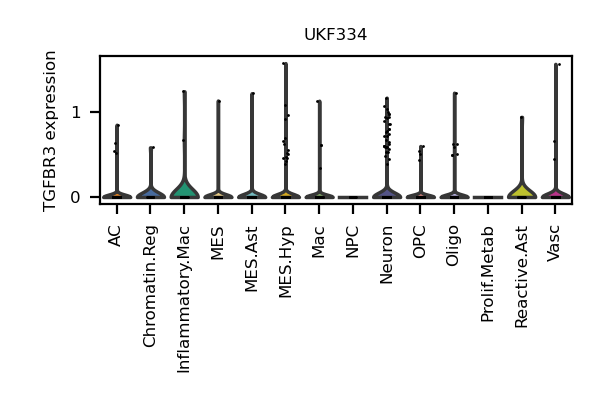 UKF334
TGFBR3 expression
1
0
AC
Chromatin.Reg
Inflammatory.Mac
MES
MES.Ast
MES.Hyp
Mac
NPC
Neuron
OPC
Oligo
Prolif.Metab
Reactive.Ast
Vasc